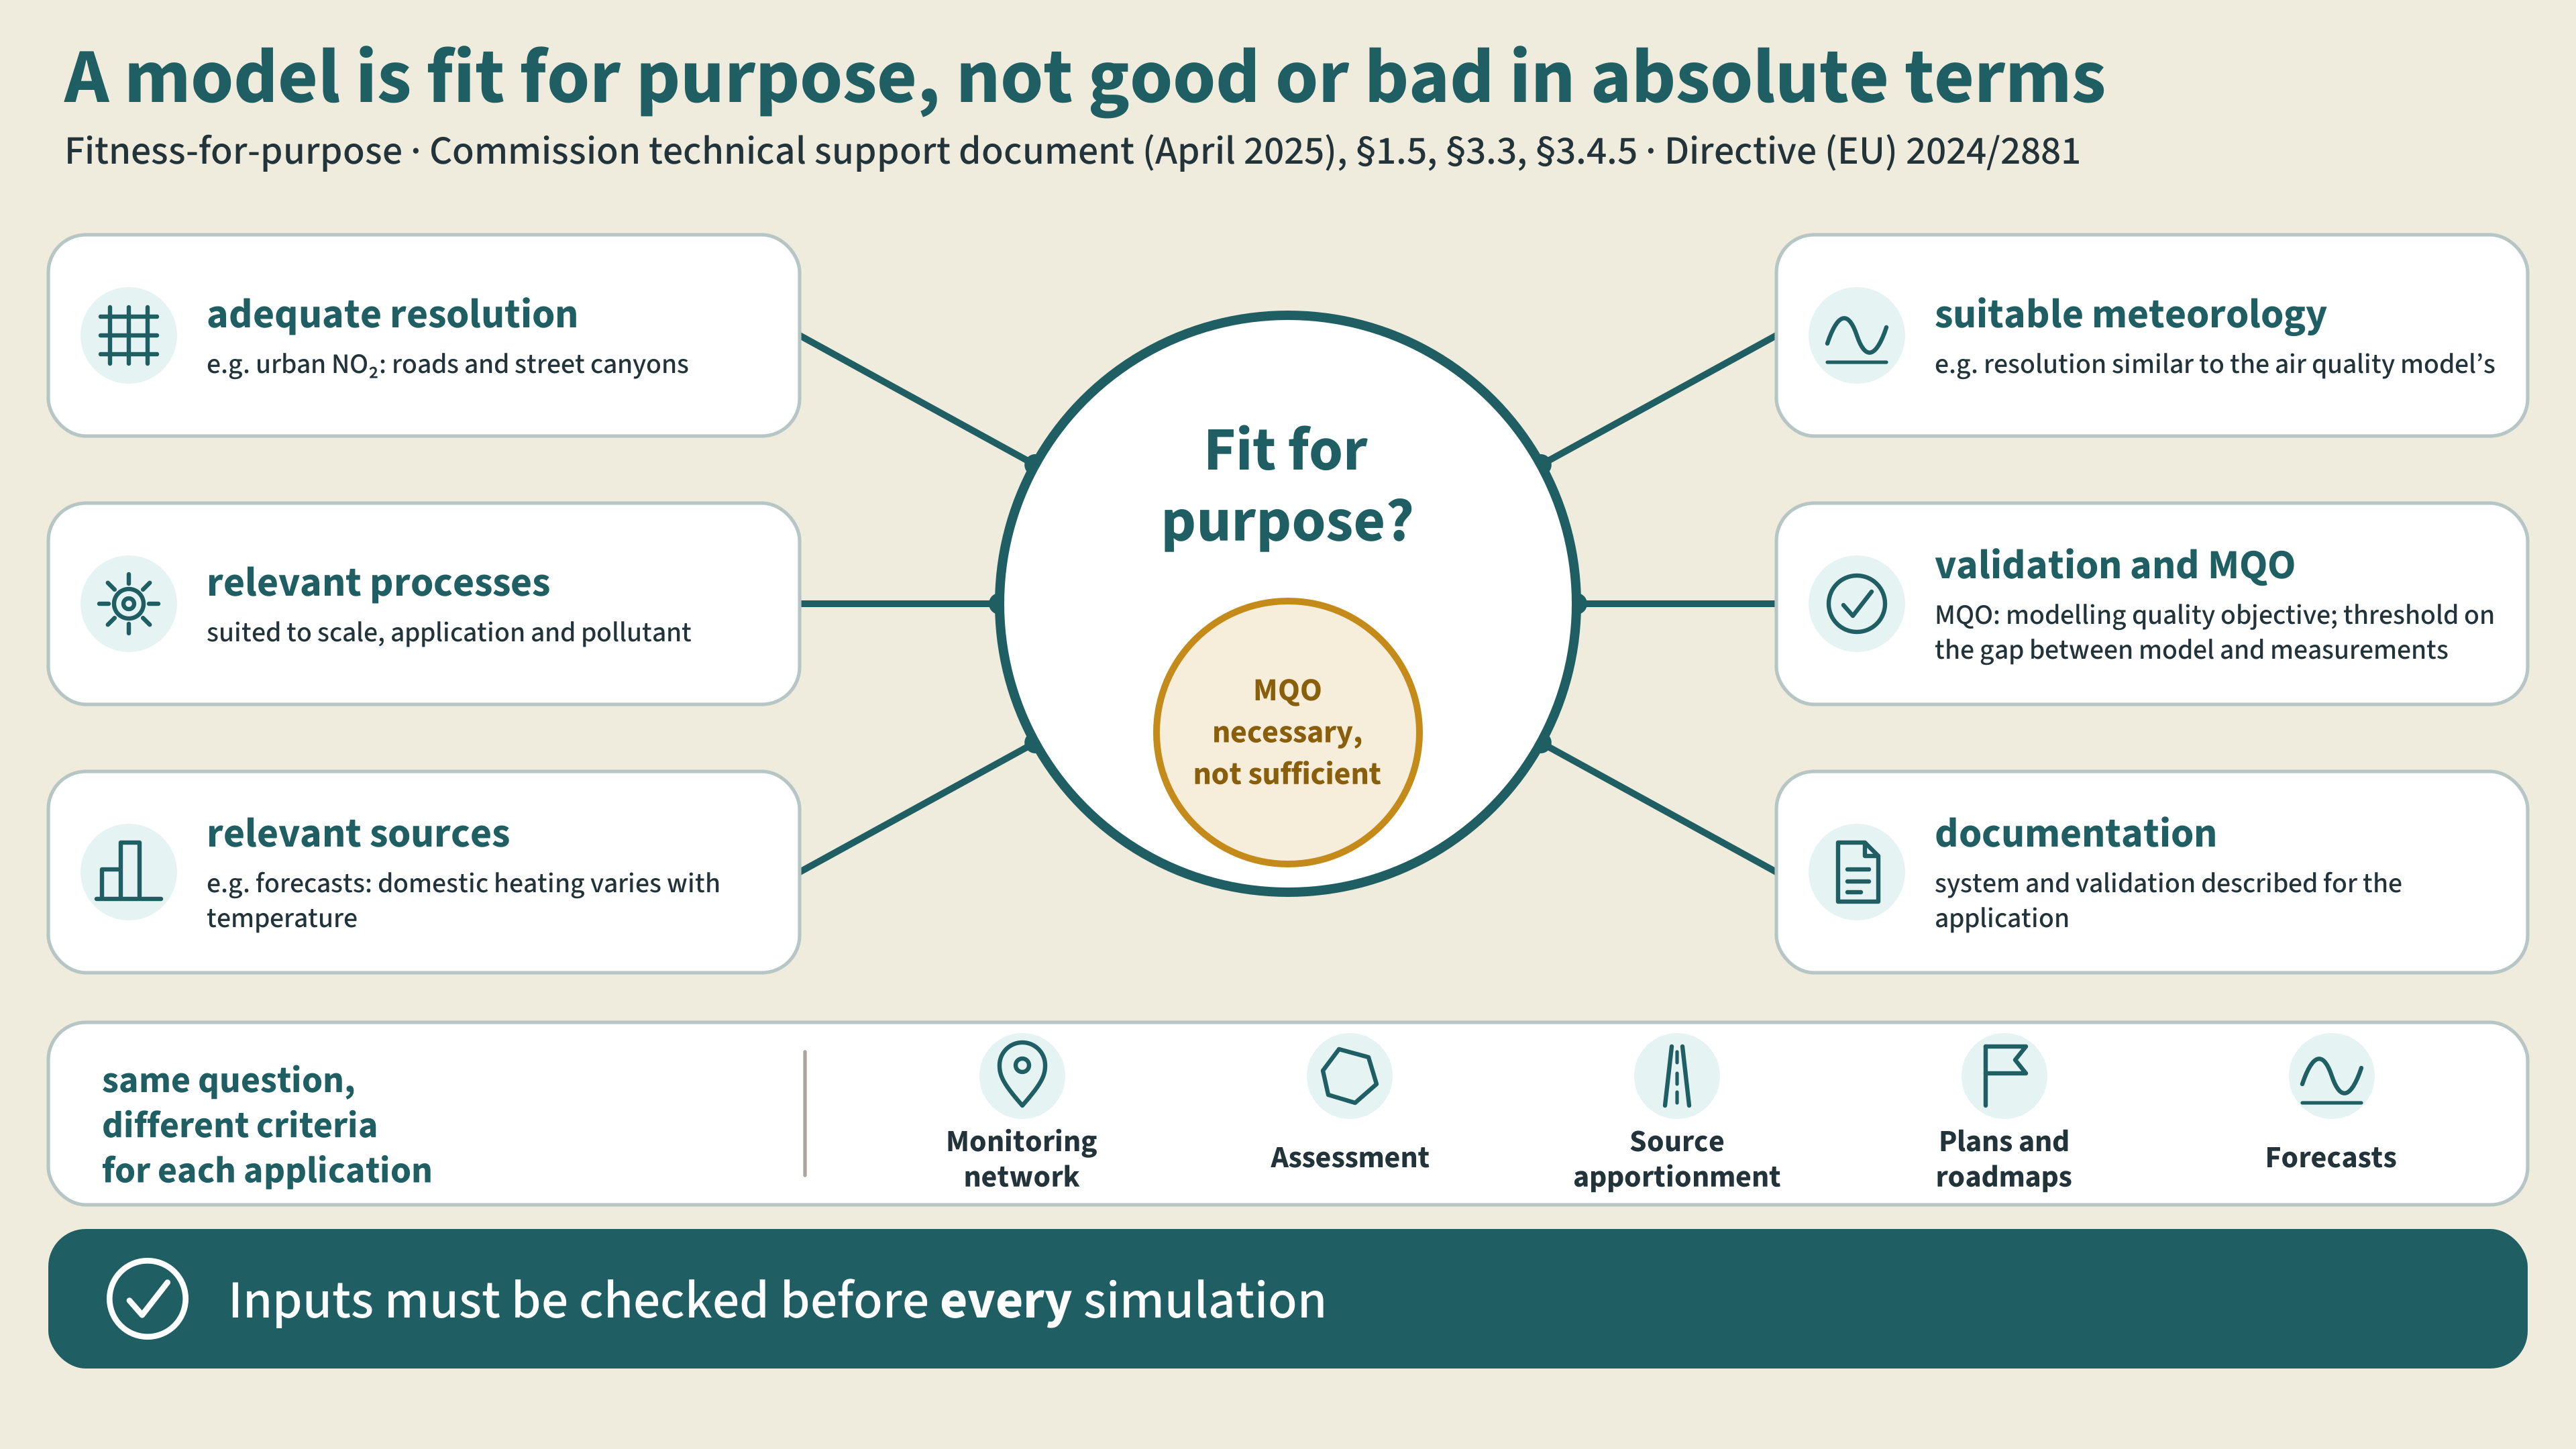 A model is fit for purpose, not good or bad in absolute terms
Fitness-for-purpose · Commission technical support document (April 2025), §1.5, §3.3, §3.4.5 · Directive (EU) 2024/2881
adequate resolution
e.g. urban NO₂: roads and street canyons
relevant processes
suited to scale, application and pollutant
relevant sources
e.g. forecasts: domestic heating varies with
temperature
Fit for
purpose?
MQO
necessary,
not sufficient
suitable meteorology
e.g. resolution similar to the air quality model’s
validation and MQO
MQO: modelling quality objective; threshold on
the gap between model and measurements
documentation
system and validation described for the
application
same question,
different criteria
for each application
Monitoring
network
Assessment
Source
apportionment
Plans and
roadmaps
Forecasts
Inputs must be checked before every simulation